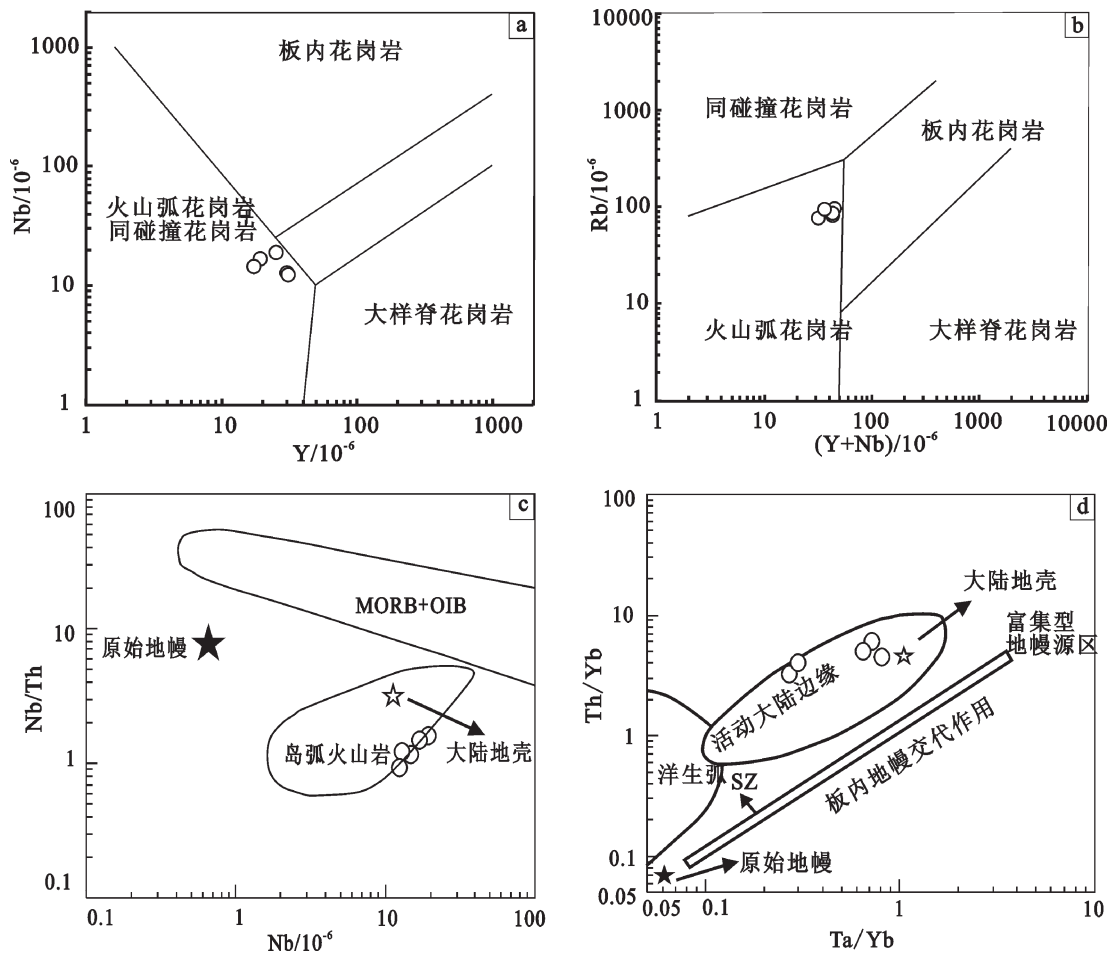 a
1000
100
10
1
Nb/10⁻⁶
板内花岗岩
火山弧花岗岩
同碰撞花岗岩
大样脊花岗岩
1
10
100
1000
Y/10⁻⁶
b
10000
1000
100
10
1
Rb/10⁻⁶
同碰撞花岗岩
板内花岗岩
火山弧花岗岩
大样脊花岗岩
1
10
100
1000
10000
(Y+Nb)/10⁻⁶
c
100
10
1
0.1
Nb/Th
MORB+OIB
原始地幔
岛弧火山岩
大陆地壳
0.1
1
10
100
Nb/10⁻⁶
d
100
10
1
0.1
0.05
Th/Yb
大陆地壳
富集型
地幔源区
活动大陆边缘
洋生弧
SZ
板内地幔交代作用
原始地幔
0.05
0.1
1
10
Ta/Yb